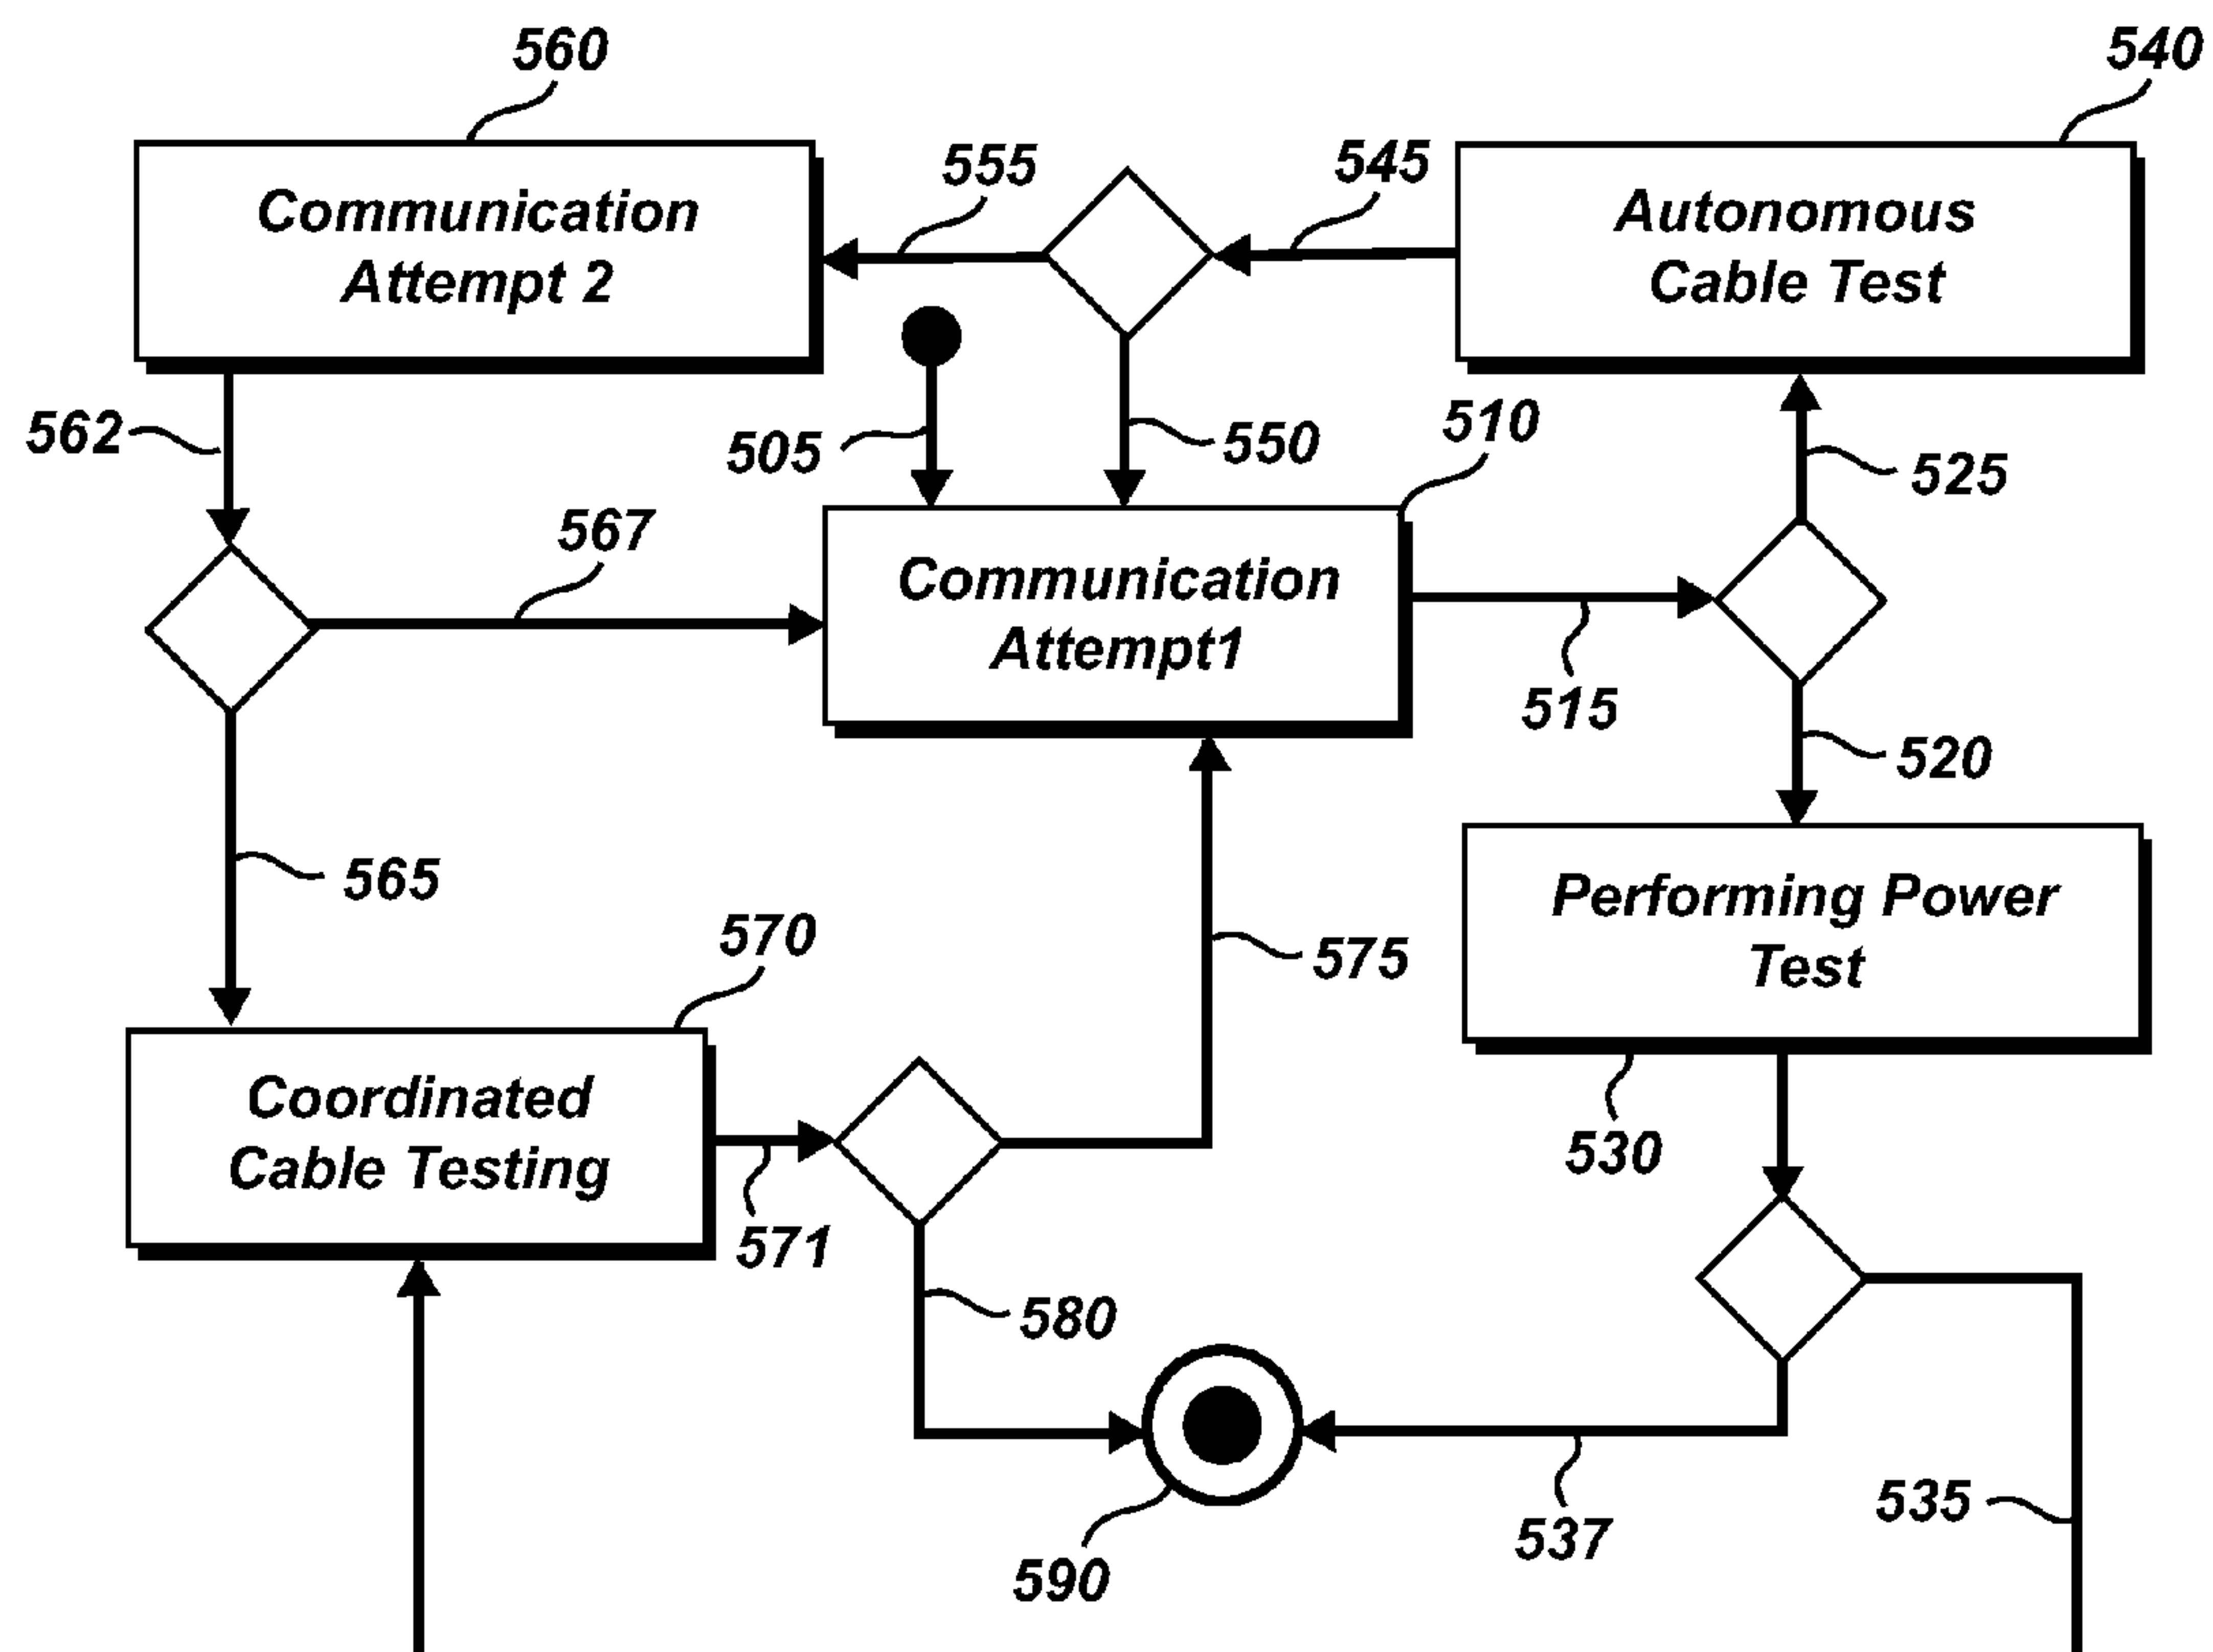 560
540
555
545
Communication
Attempt 2
Autonomous
Cable Test
562
505
550
510
525
567
Communication
Attempt1
515
520
565
570
575
Performing Power
Test
Coordinated
Cable Testing
530
571
580
535
537
590